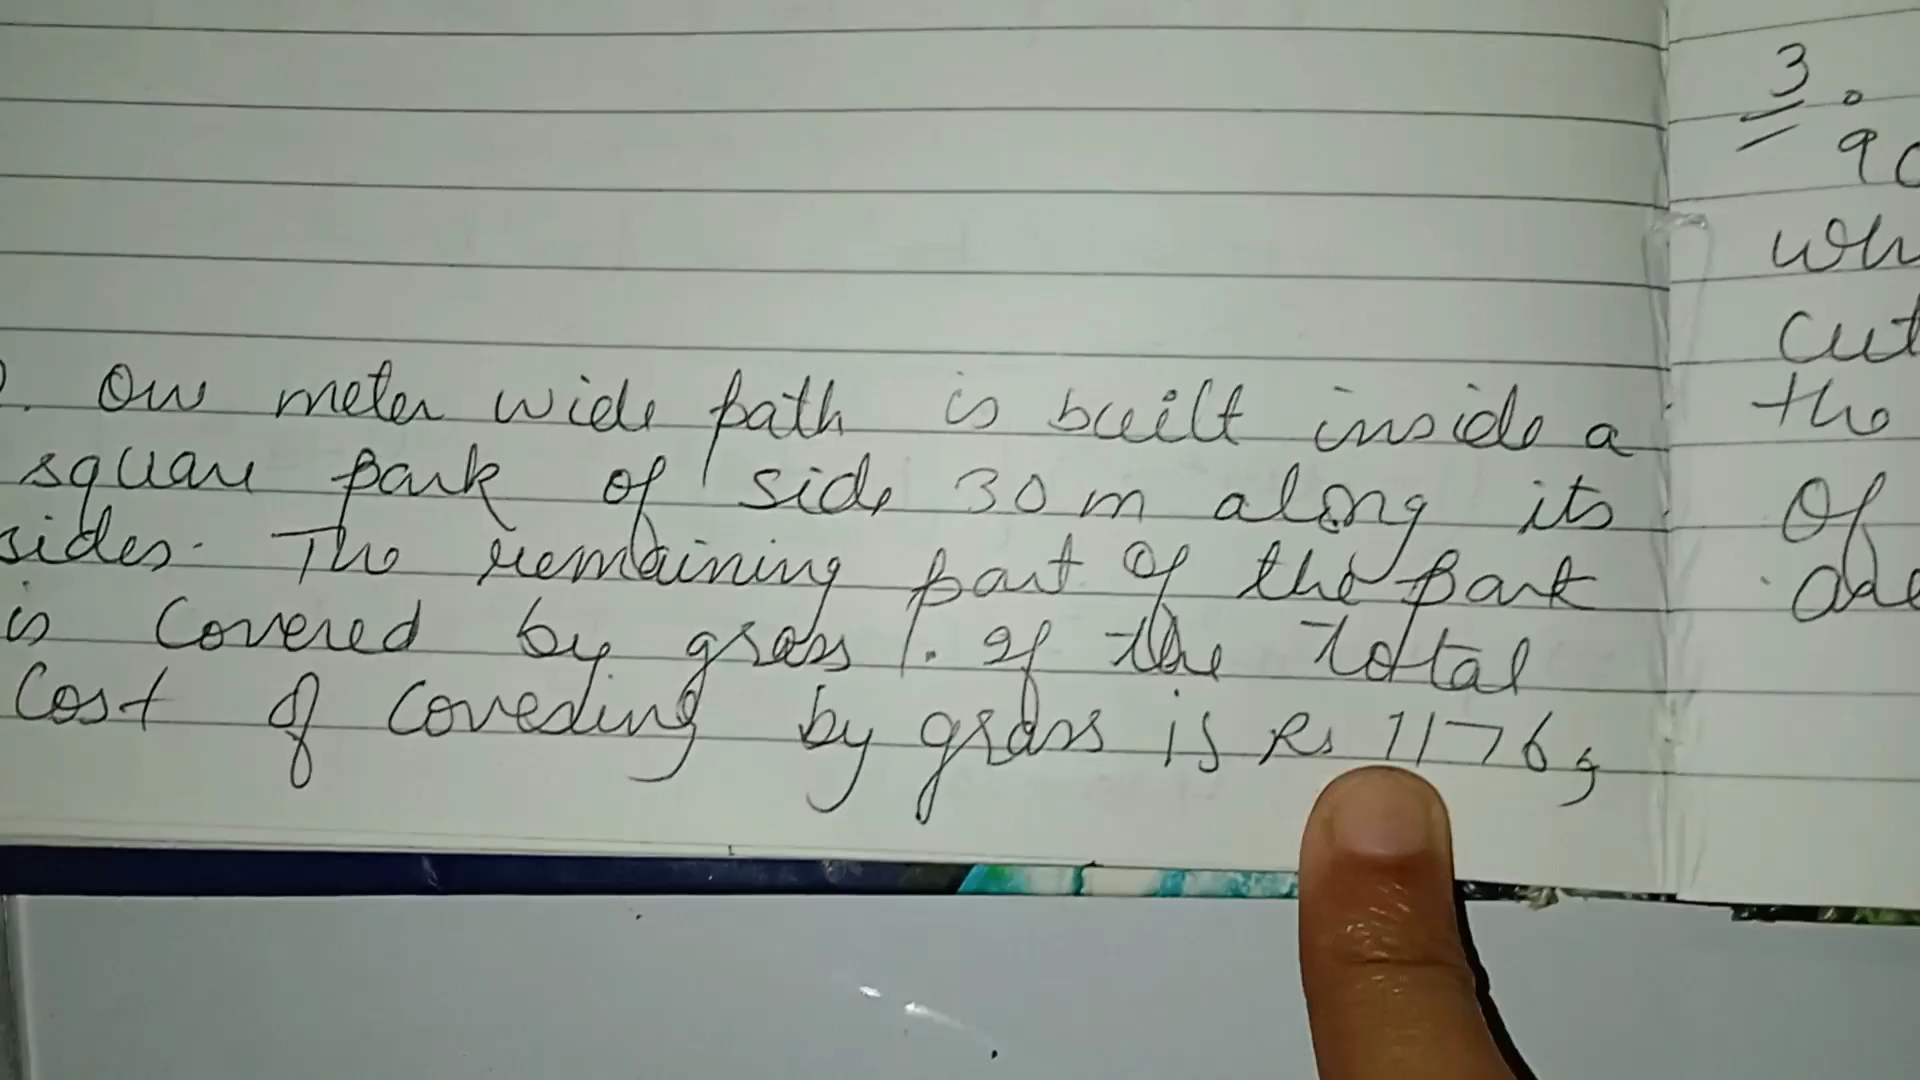 One meter wide path is built inside a
square park of side 30 m along its
sides. The remaining part of the park
is covered by grass. If the total
Cost of covering by grass is Rs 1176,
3.
90
cut
the
of